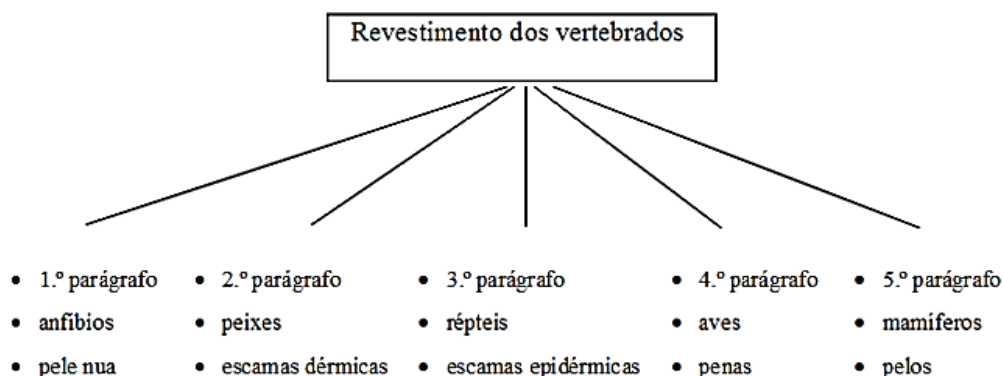 Revestimento dos vertebrados
• 1.º parágrafo
• anfíbios
• pele nua
• 2.º parágrafo
• peixes
• escamas dérmicas
• 3.º parágrafo
• répteis
• escamas epidérmicas
• 4.º parágrafo
• aves
• penas
• 5.º parágrafo
• mamíferos
• pelos